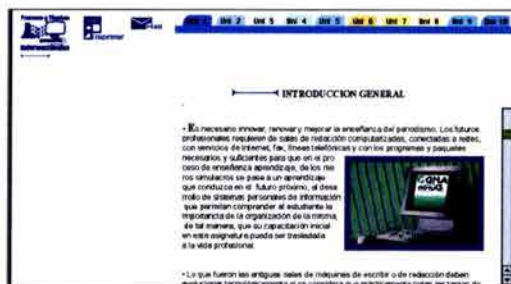 Internacionales
Imprimir
Mail
Uni 2 Uni 3 Uni 4 Uni 5 Uni 6 Uni 7 Uni 8 Uni 9 Uni 10
INTRODUCCION GENERAL
• Es necesario innovar, renovar y mejorar la enseñanza del periodismo. Los futuros
profesionales requieren de salas de redacción computarizadas, conectadas a redes,
con servicios de internet, fax, líneas telefónicas y con los programas y paquetes
necesarios y suficientes para que en el pro
ceso de enseñanza aprendizaje, de los me
ros simulacros se pase a un aprendizaje
que conduzca en el futuro próximo, al desa
rrollo de sistemas personales de información
que permitan comprender al estudiante la
importancia de la organización de la misma,
de tal manera, que su capacitación inicial
en esta asignatura pueda ser trasladada
a la vida profesional.
• Lo que fueron las antiguas salas de máquinas de escribir o de redacción deben